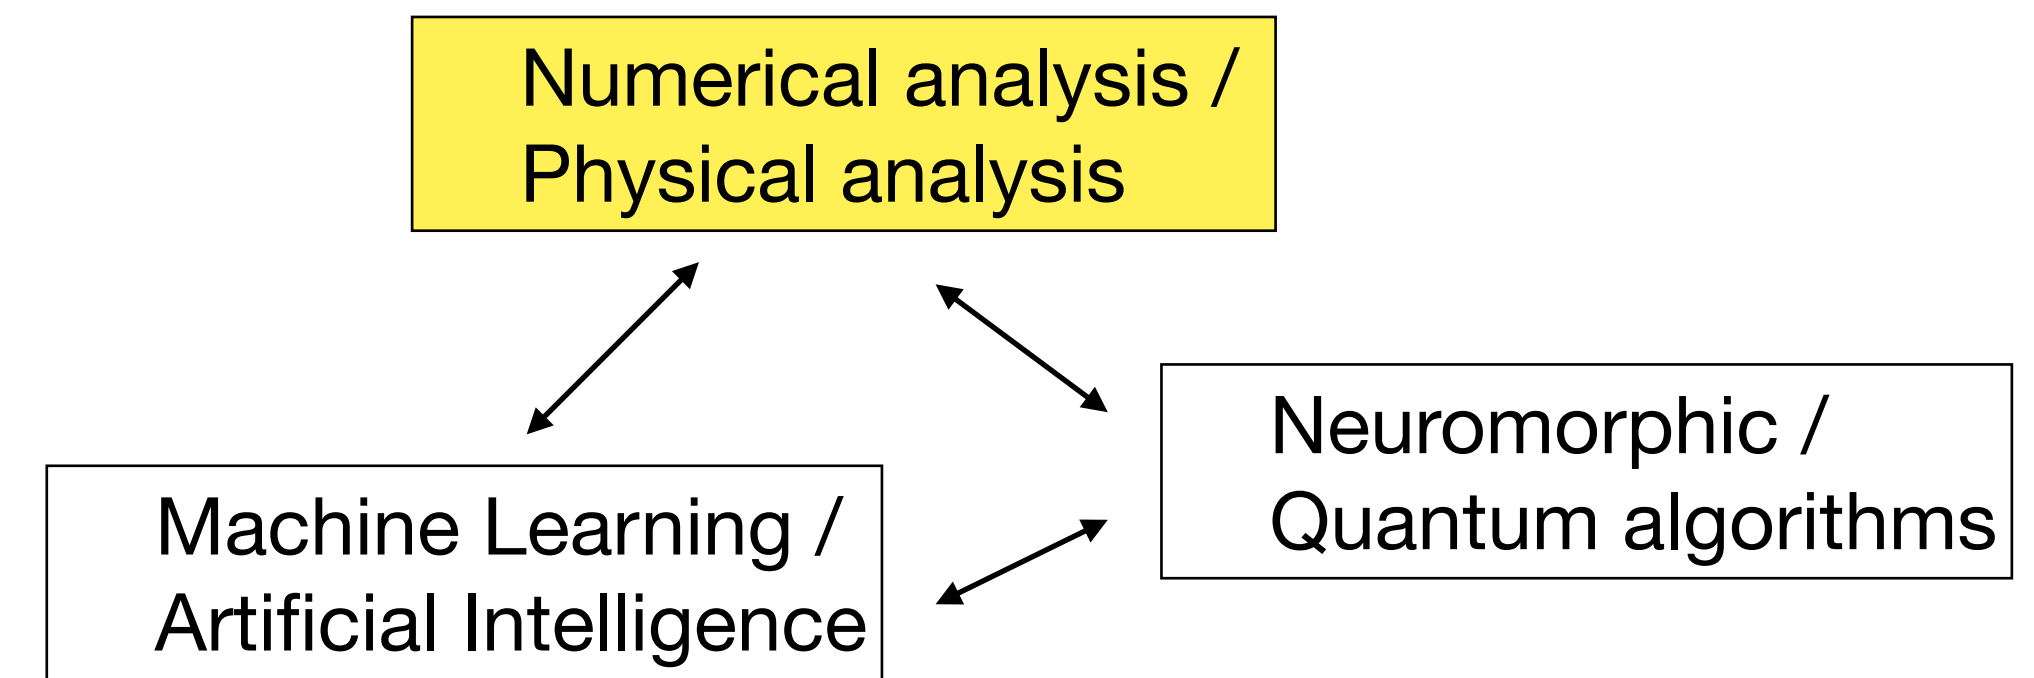 Numerical analysis /
Physical analysis
Neuromorphic /
Quantum algorithms
Machine Learning /
Artificial Intelligence